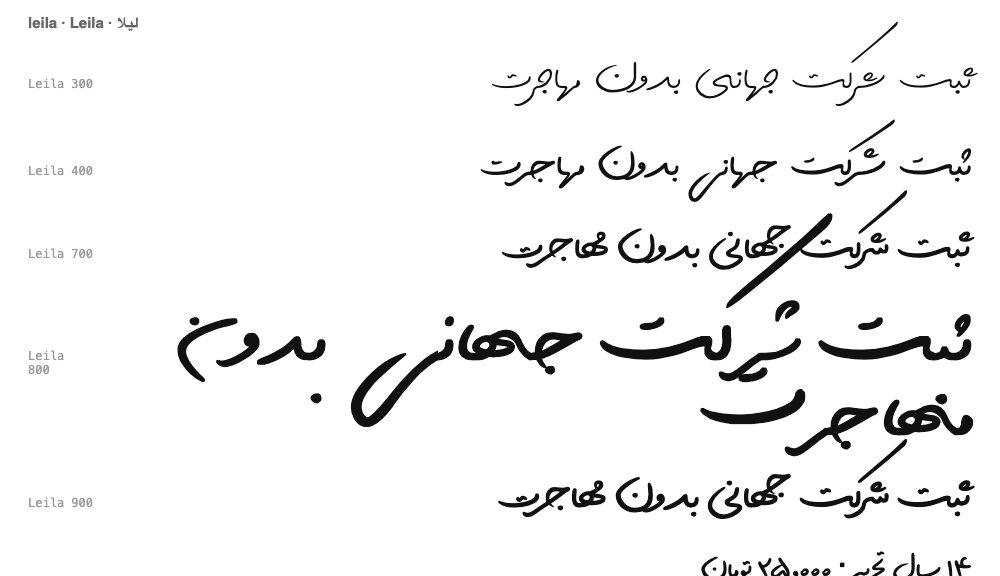 leila · Leila · لیلا
Leila 300
ثبت شرکت جهانی بدون مهاجرت
Leila 400
ثبت شرکت جهانی بدون مهاجرت
Leila 700
ثبت شرکت جهانی بدون مهاجرت
Leila 800
ثبت شرکت جهانی بدون
مهاجرت
Leila 900
ثبت شرکت جهانی بدون مهاجرت
۱۴ سال تجربه · ۲۵۰,۰۰۰ تومان